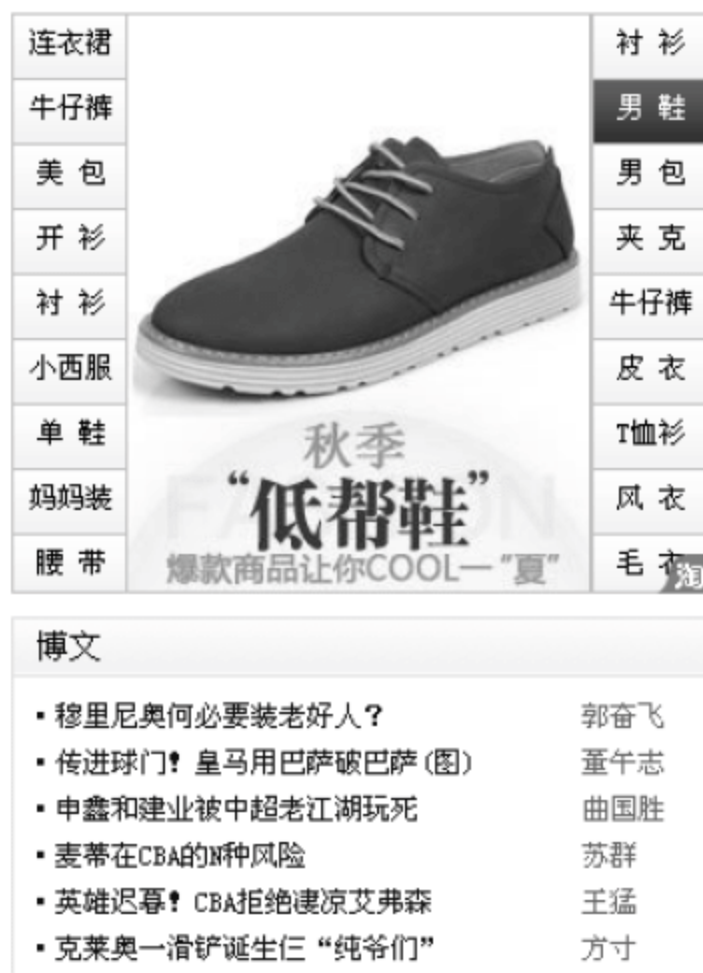 连衣裙
牛仔裤
美 包
开 衫
衬 衫
小西服
单 鞋
妈妈装
腰 带
秋季
“低帮鞋”
爆款商品让你COOL一“夏”
衬 衫
男 鞋
男 包
夹 克
牛仔裤
皮 衣
T恤衫
风 衣
毛 衣
淘
博文
▪ 穆里尼奥何必要装老好人？ 郭奋飞
▪ 传进球门！皇马用巴萨破巴萨(图) 董午志
▪ 申鑫和建业被中超老江湖玩死 曲国胜
▪ 麦蒂在CBA的N种风险 苏群
▪ 英雄迟暮！CBA拒绝凄凉艾弗森 王猛
▪ 克莱奥一滑铲诞生仨“纯爷们” 方寸